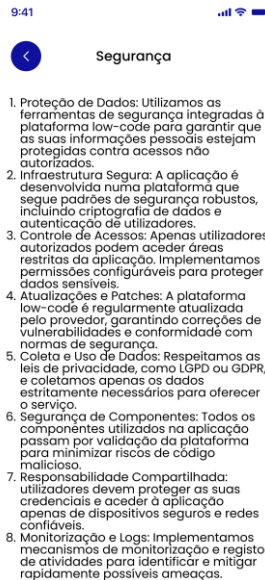 9:41
Segurança
1. Proteção de Dados: Utilizamos as
ferramentas de segurança integradas à
plataforma low-code para garantir que
as suas informações pessoais estejam
protegidas contra acessos não
autorizados.
2. Infraestrutura Segura: A aplicação é
desenvolvida numa plataforma que
segue padrões de segurança robustos,
incluindo criptografia de dados e
autenticação de utilizadores.
3. Controle de Acessos: Apenas utilizadores
autorizados podem aceder áreas
restritas da aplicação. Implementamos
permissões configuráveis para proteger
dados sensíveis.
4. Atualizações e Patches: A plataforma
low-code é regularmente atualizada
pelo provedor, garantindo correções de
vulnerabilidades e conformidade com
normas de segurança.
5. Coleta e Uso de Dados: Respeitamos as
leis de privacidade, como LGPD ou GDPR,
e coletamos apenas os dados
estritamente necessários para oferecer
o serviço.
6. Segurança de Componentes: Todos os
componentes utilizados na aplicação
passam por validação da plataforma
para minimizar riscos de código
malicioso.
7. Responsabilidade Compartilhada:
utilizadores devem proteger as suas
credenciais e aceder à aplicação
apenas de dispositivos seguros e redes
confiáveis.
8. Monitorização e Logs: Implementamos
mecanismos de monitorização e registo
de atividades para identificar e mitigar
rapidamente possíveis ameaças.